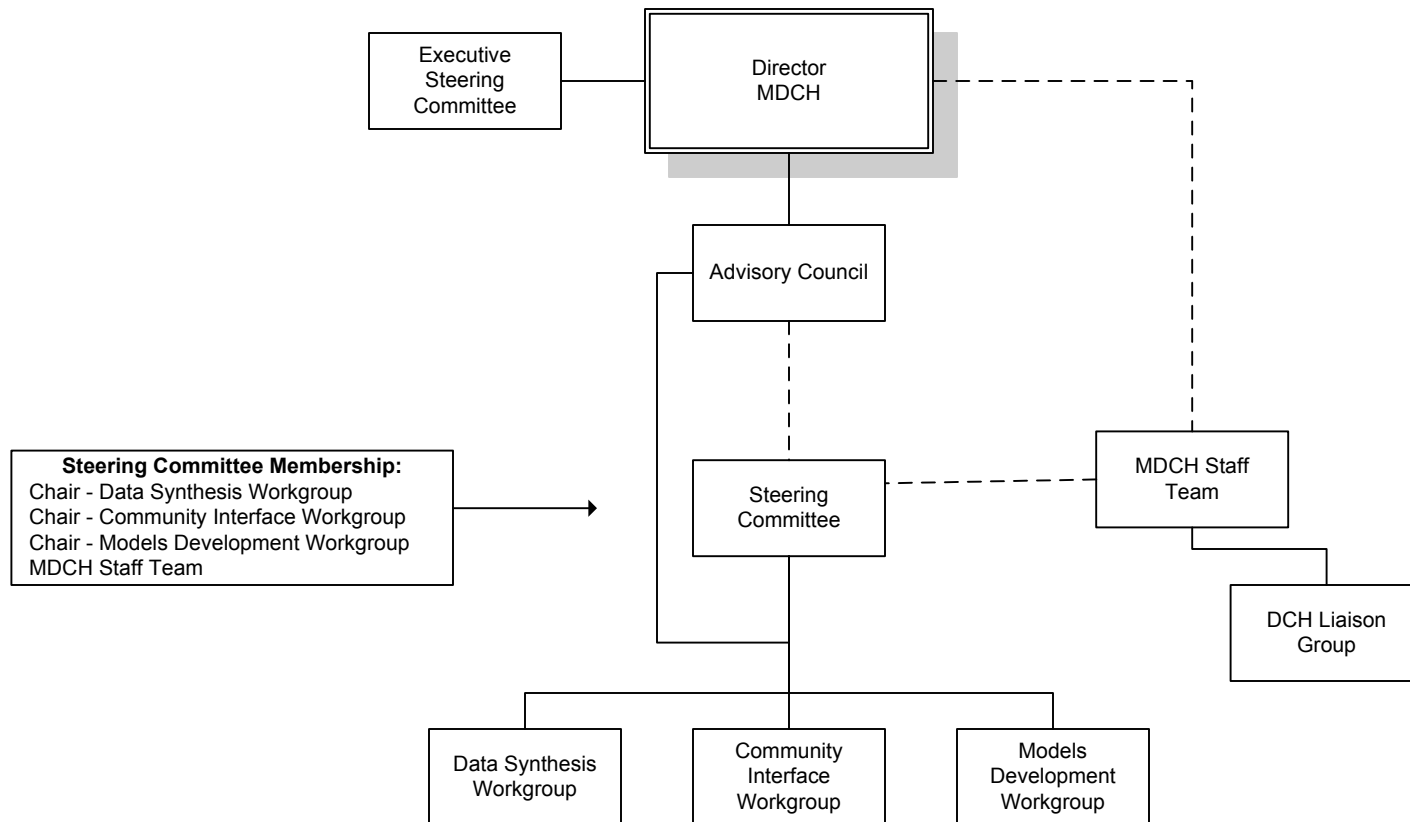 Executive
Steering
Committee
Director
MDCH
Advisory Council
Steering Committee Membership:
Chair - Data Synthesis Workgroup
Chair - Community Interface Workgroup
Chair - Models Development Workgroup
MDCH Staff Team
Steering
Committee
MDCH Staff
Team
DCH Liaison
Group
Data Synthesis
Workgroup
Community
Interface
Workgroup
Models
Development
Workgroup